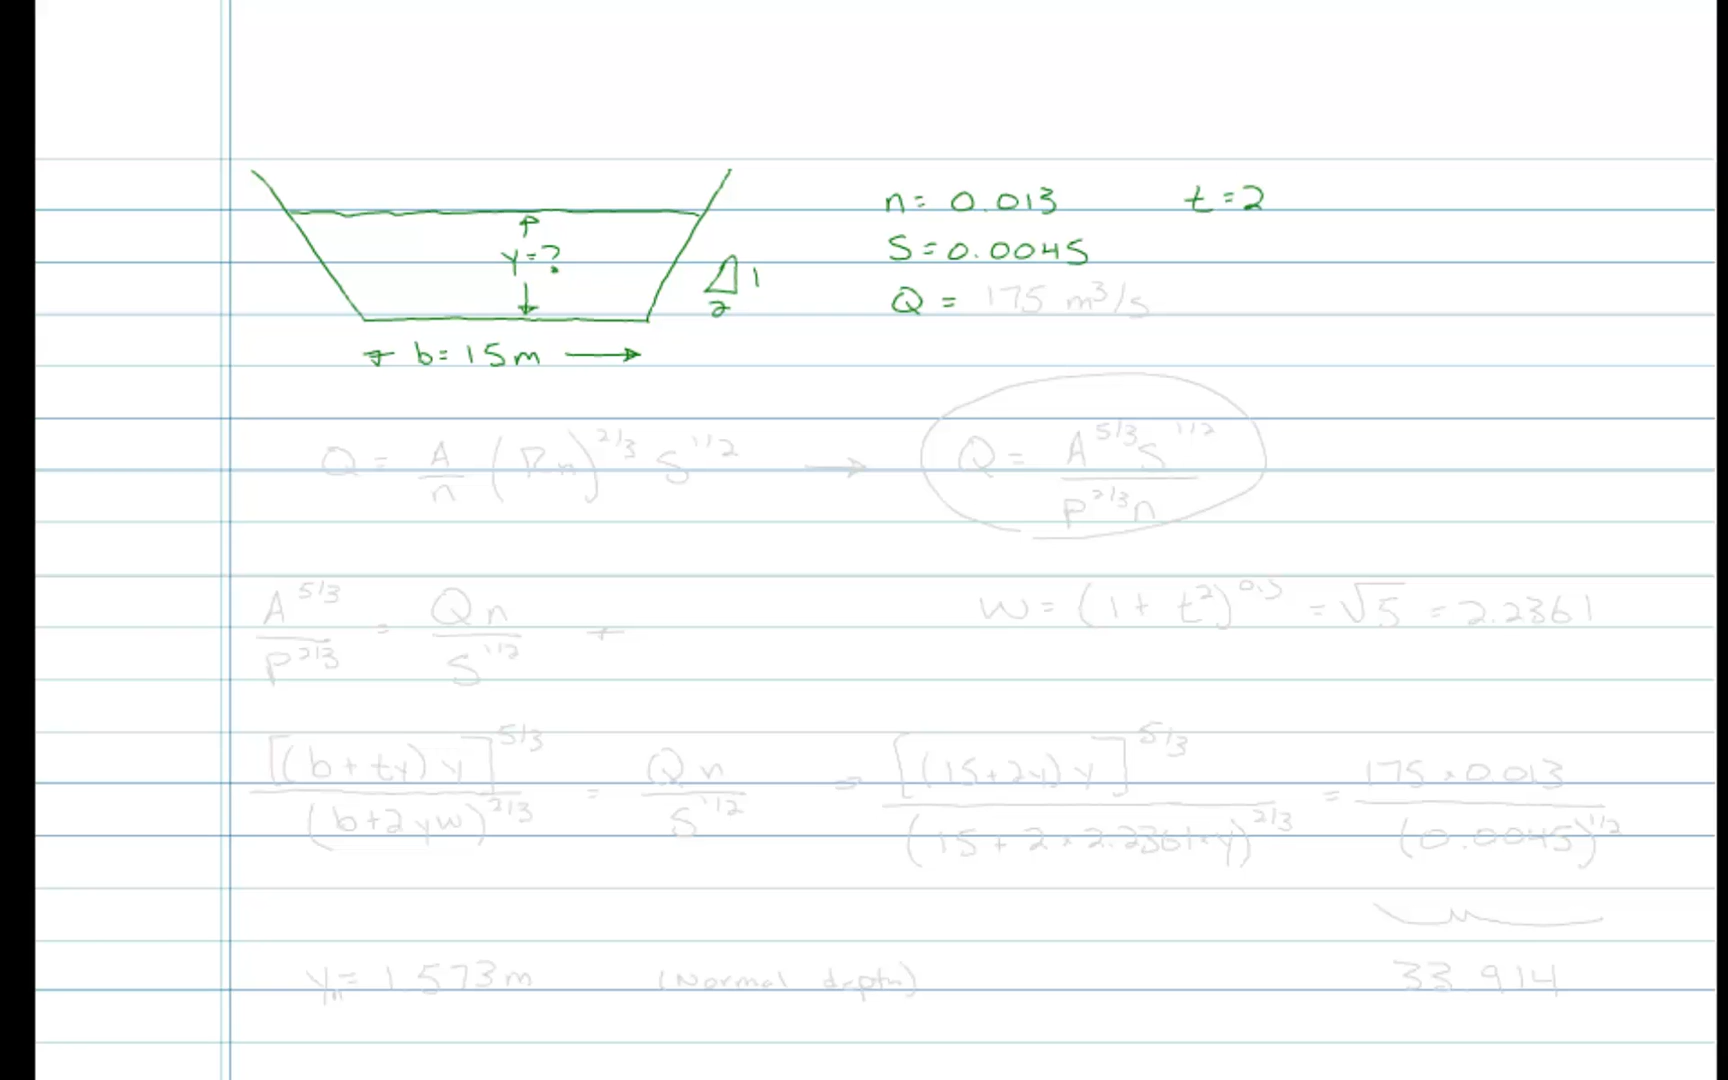 n = 0.013 t = 2
S = 0.0045
Y = ?
1
2
Q = 175 m³/s
b = 15m
Q = A/n (Rh)^2/3 S^1/2 → Q = A^5/3 S^1/2 / P^2/3 n
A^5/3 / P^2/3 = Qn / S^1/2 W = (1 + t²)^0.5 = √5 = 2.2361
[(b+ty)y]^5/3 / (b+2yw)^2/3 = Qn / S^1/2 = [(15+2y)y]^5/3 / (15+2×2.2361×y)^2/3 = 175 × 0.013 / (0.0045)^1/2
Yn = 1.573m (Normal depth) 33.914